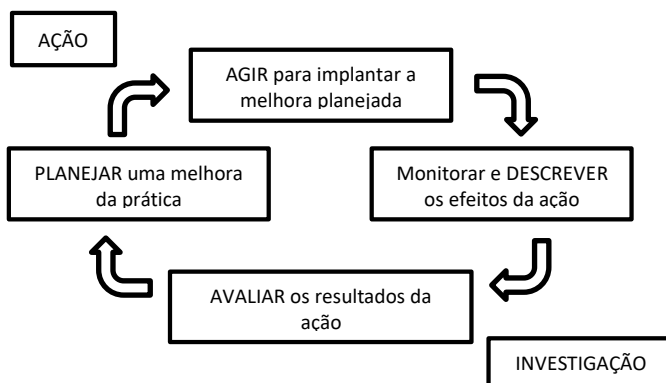 AÇÃO
AGIR para implantar a
melhora planejada
PLANEJAR uma melhora
da prática
Monitorar e DESCREVER
os efeitos da ação
AVALIAR os resultados da
ação
INVESTIGAÇÃO